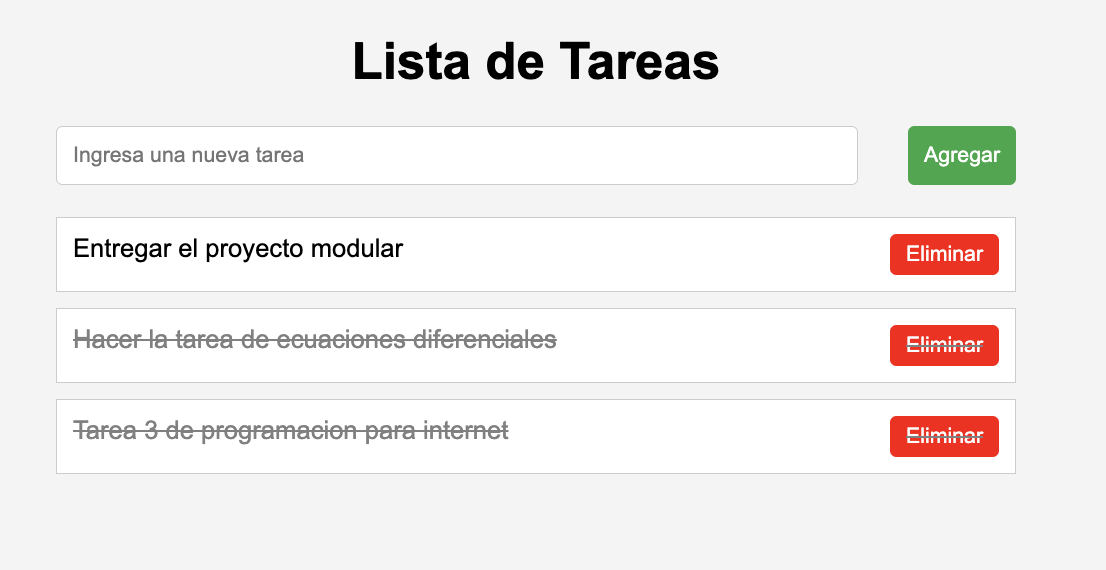 Lista de Tareas
Ingresa una nueva tarea
Agregar
Entregar el proyecto modular
Eliminar
Hacer la tarea de ecuaciones diferenciales
Eliminar
Tarea 3 de programacion para internet
Eliminar